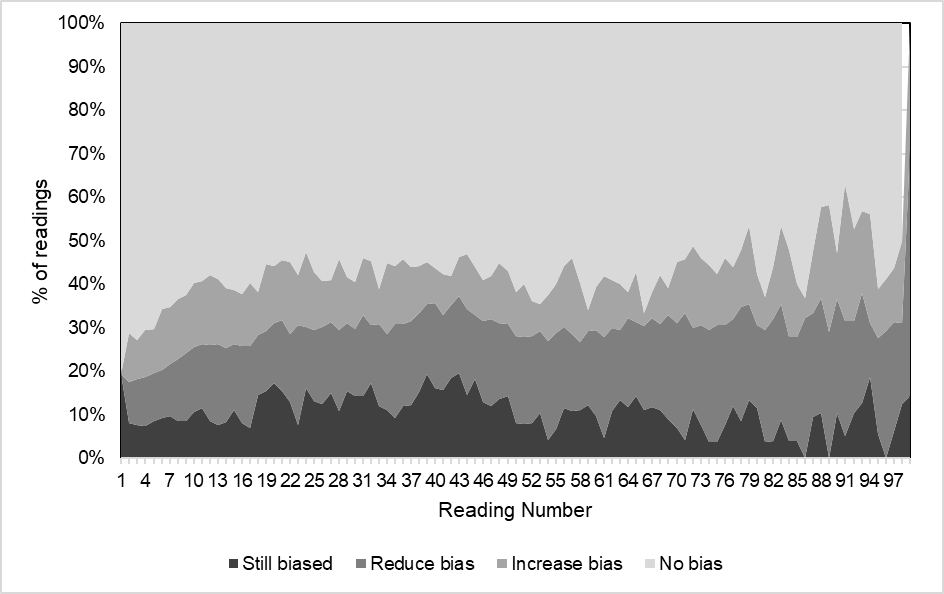 100%
90%
80%
70%
60%
50%
40%
30%
20%
10%
0%
% of readings
1 4 7 10 13 16 19 22 25 28 31 34 37 40 43 46 49 52 55 58 61 64 67 70 73 76 79 82 85 88 91 94 97
Reading Number
Still biased Reduce bias Increase bias No bias